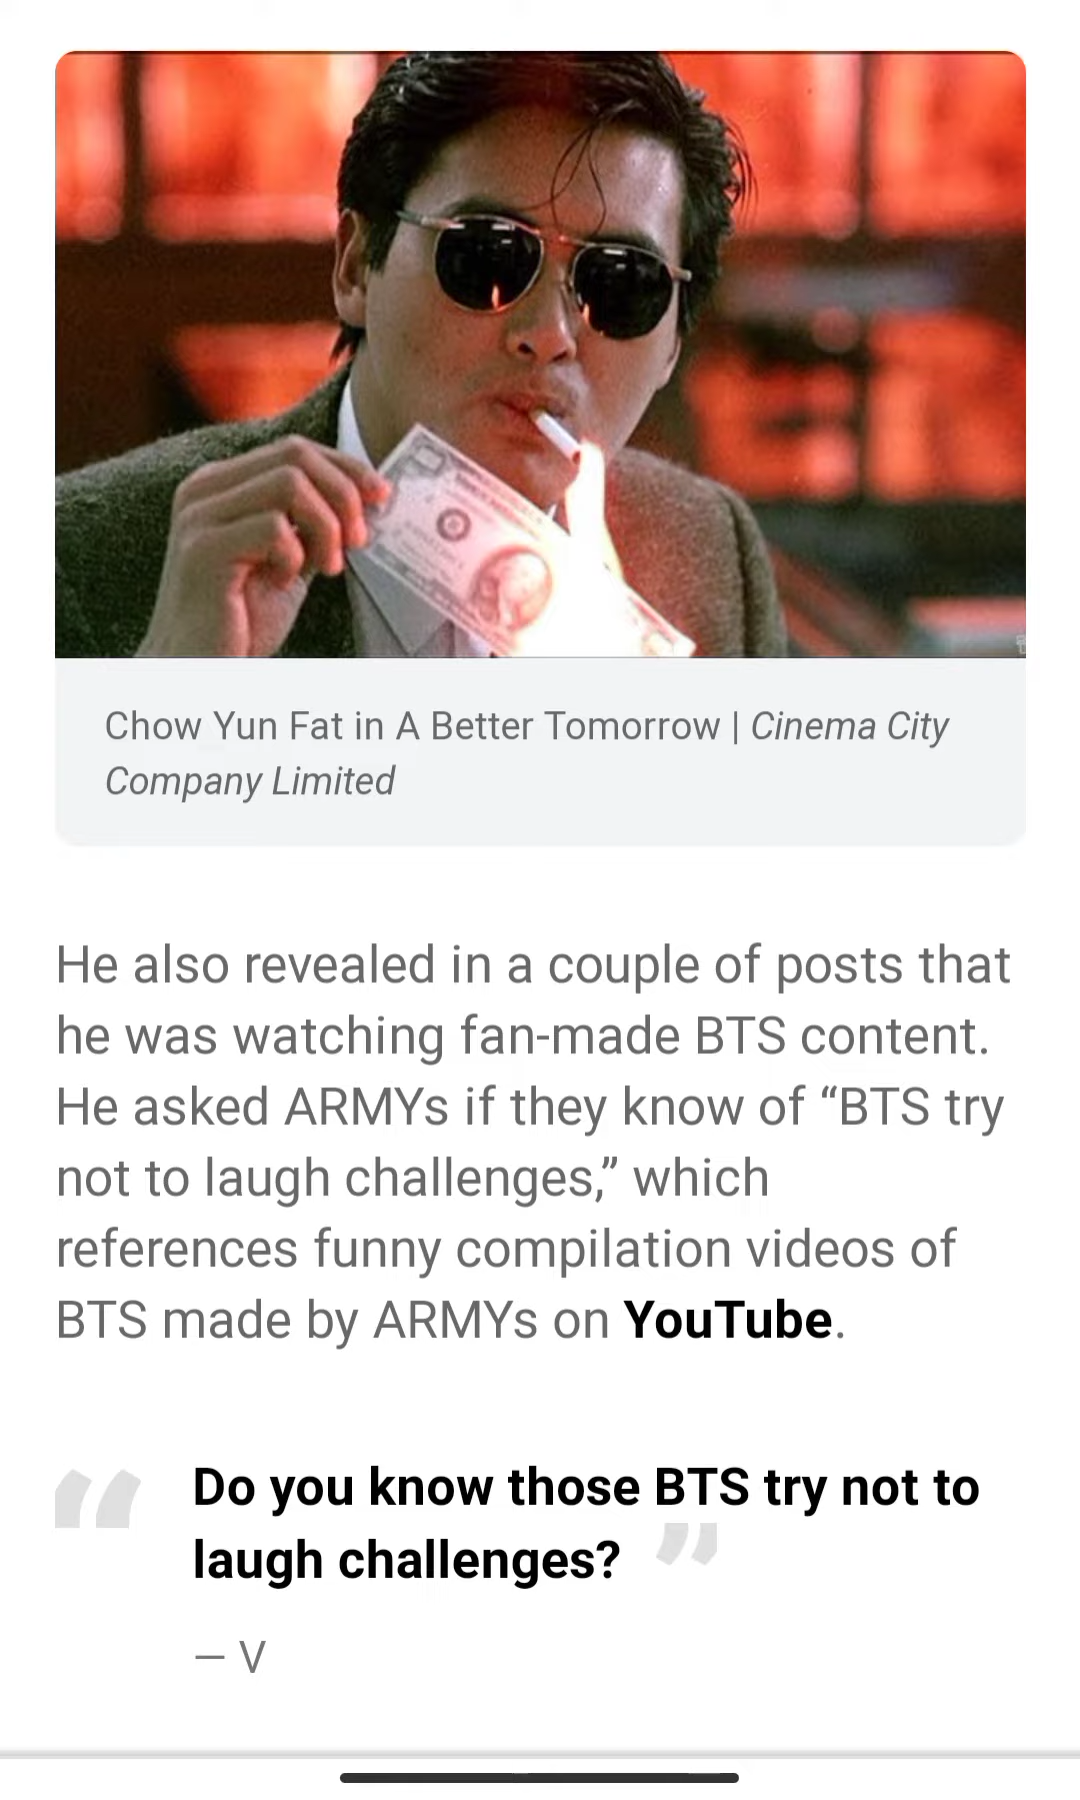 Chow Yun Fat in A Better Tomorrow | Cinema City
Company Limited
He also revealed in a couple of posts that
he was watching fan-made BTS content.
He asked ARMYs if they know of “BTS try
not to laugh challenges,” which
references funny compilation videos of
BTS made by ARMYs on YouTube.
“ Do you know those BTS try not to
laugh challenges? ”
— V